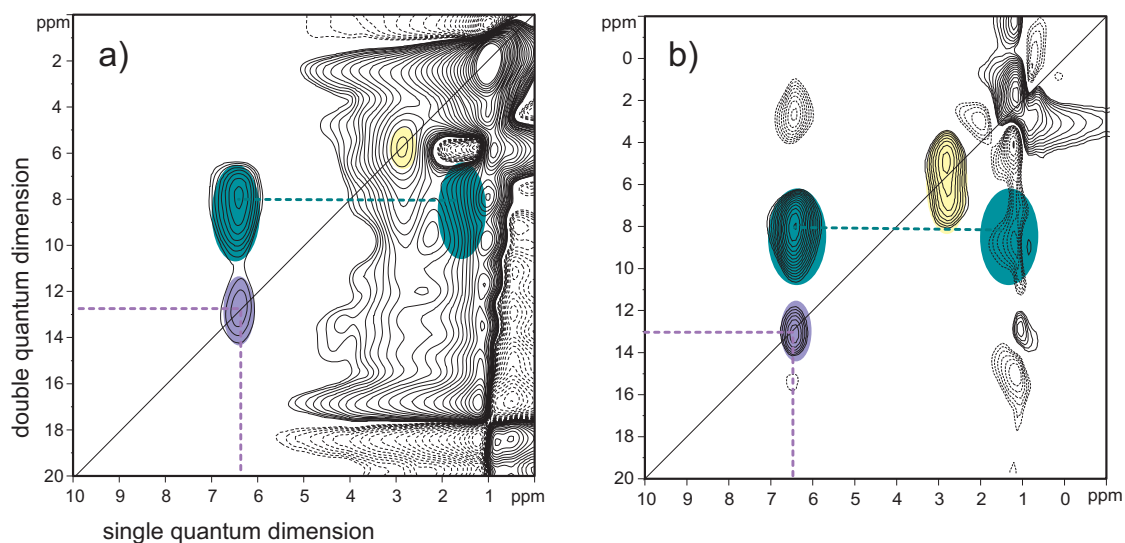 a)
ppm
2
4
6
8
10
12
14
16
18
20
10 9 8 7 6 5 4 3 2 1 ppm
double quantum dimension
single quantum dimension
b)
ppm
0
2
4
6
8
10
12
14
16
18
20
10 9 8 7 6 5 4 3 2 1 0 ppm